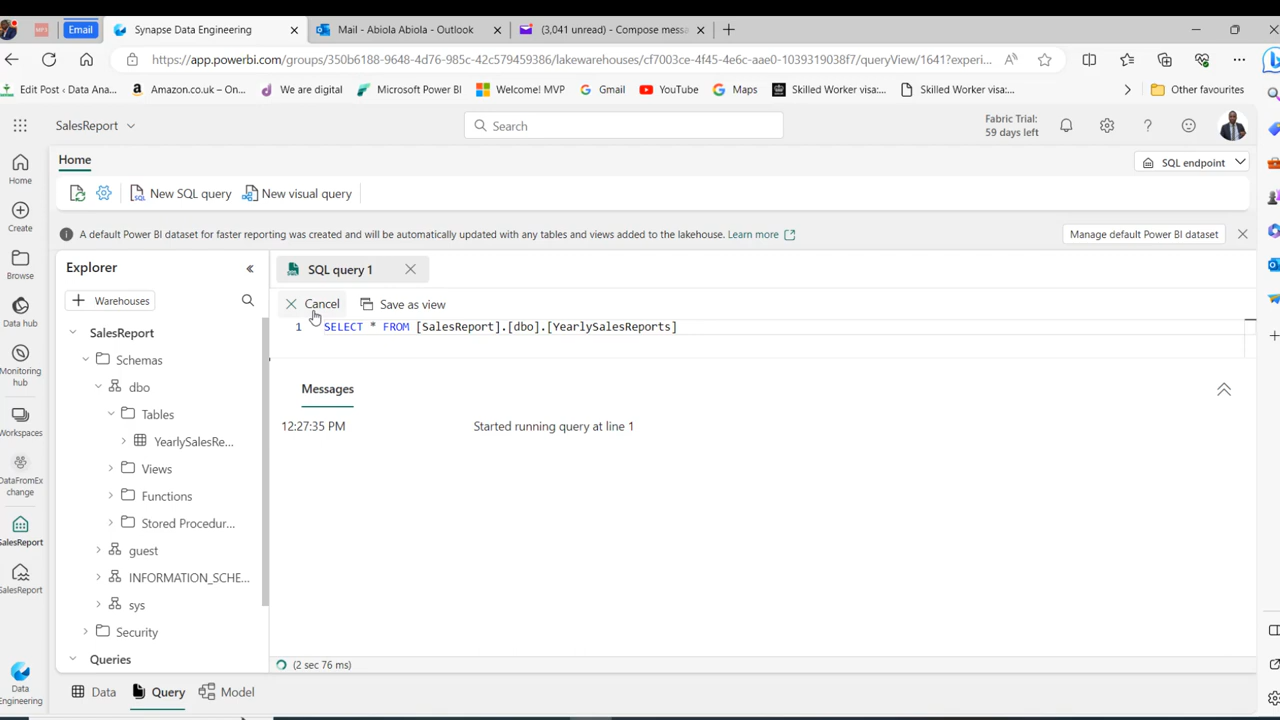 Email
Synapse Data Engineering
Mail - Abiola Abiola - Outlook
(3,041 unread) - Compose messa
https://app.powerbi.com/groups/350b6188-9648-4d76-985c-42c579459386/lakewarehouses/cf7003ce-4f45-4e6c-aae0-1039319038f7/queryView/1641?experi...
Edit Post ‹ Data Ana...
Amazon.co.uk – On...
We are digital
Microsoft Power BI
Welcome! MVP
Gmail
YouTube
Maps
Skilled Worker visa:...
Skilled Worker visa:...
Other favourites
SalesReport
Search
Fabric Trial:
59 days left
Home
SQL endpoint
New SQL query
New visual query
A default Power BI dataset for faster reporting was created and will be automatically updated with any tables and views added to the lakehouse. Learn more
Manage default Power BI dataset
Home
Create
Browse
Data hub
Monitoring
hub
Workspaces
DataFromEx
change
SalesReport
SalesReport
Data
Engineering
Explorer
+ Warehouses
SalesReport
Schemas
dbo
Tables
YearlySalesRe...
Views
Functions
Stored Procedur...
guest
INFORMATION_SCHE...
sys
Security
Queries
SQL query 1
Cancel
Save as view
1 SELECT * FROM [SalesReport].[dbo].[YearlySalesReports]
Messages
12:27:35 PM Started running query at line 1
(2 sec 76 ms)
Data
Query
Model